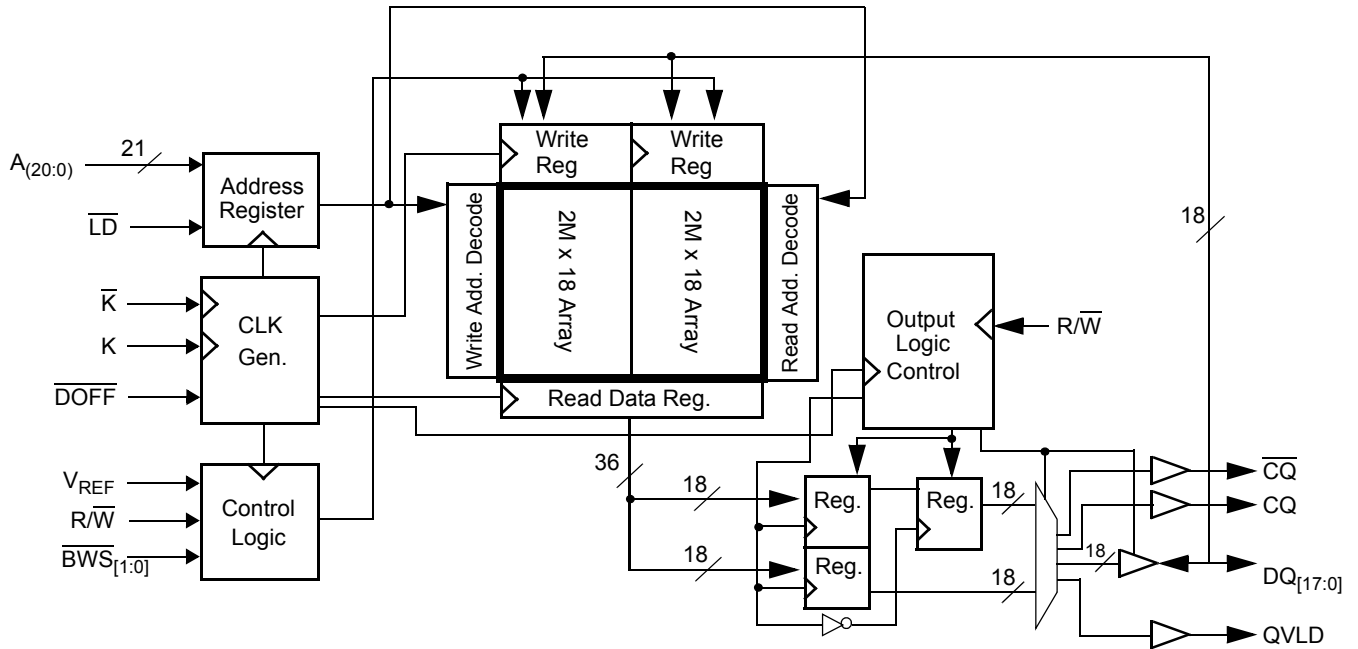 A(20:0)
21
LD
Address
Register
K
K
DOFF
CLK
Gen.
VREF
R/W
BWS[1:0]
Control
Logic
Write
Reg
Write
Reg
Write Add. Decode
2M x 18 Array
2M x 18 Array
Read Add. Decode
Read Data Reg.
18
Output
Logic
Control
R/W
36
18
18
Reg.
Reg.
Reg.
18
18
18
CQ
CQ
DQ[17:0]
QVLD